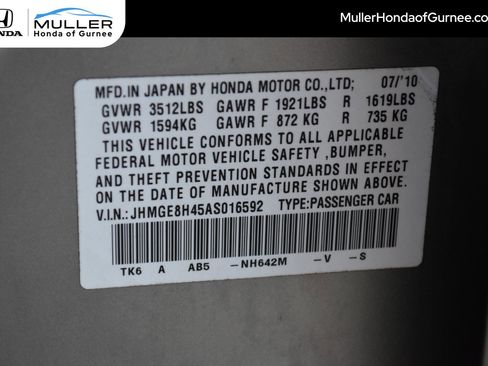 HONDA
MULLER
Honda of Gurnee
MullerHondaofGurnee.com
MFD.IN JAPAN BY HONDA MOTOR CO.,LTD; 07/'10
GVWR 3512LBS GAWR F 1921LBS R 1619LBS
GVWR 1594KG GAWR F 872 KG R 735 KG
THIS VEHICLE CONFORMS TO ALL APPLICABLE
FEDERAL MOTOR VEHICLE SAFETY ,BUMPER,
AND THEFT PREVENTION STANDARDS IN EFFECT
ON THE DATE OF MANUFACTURE SHOWN ABOVE.
V.I.N.: JHMGE8H45AS016592 TYPE:PASSENGER CAR
TK6 A AB5 -NH642M -V -S